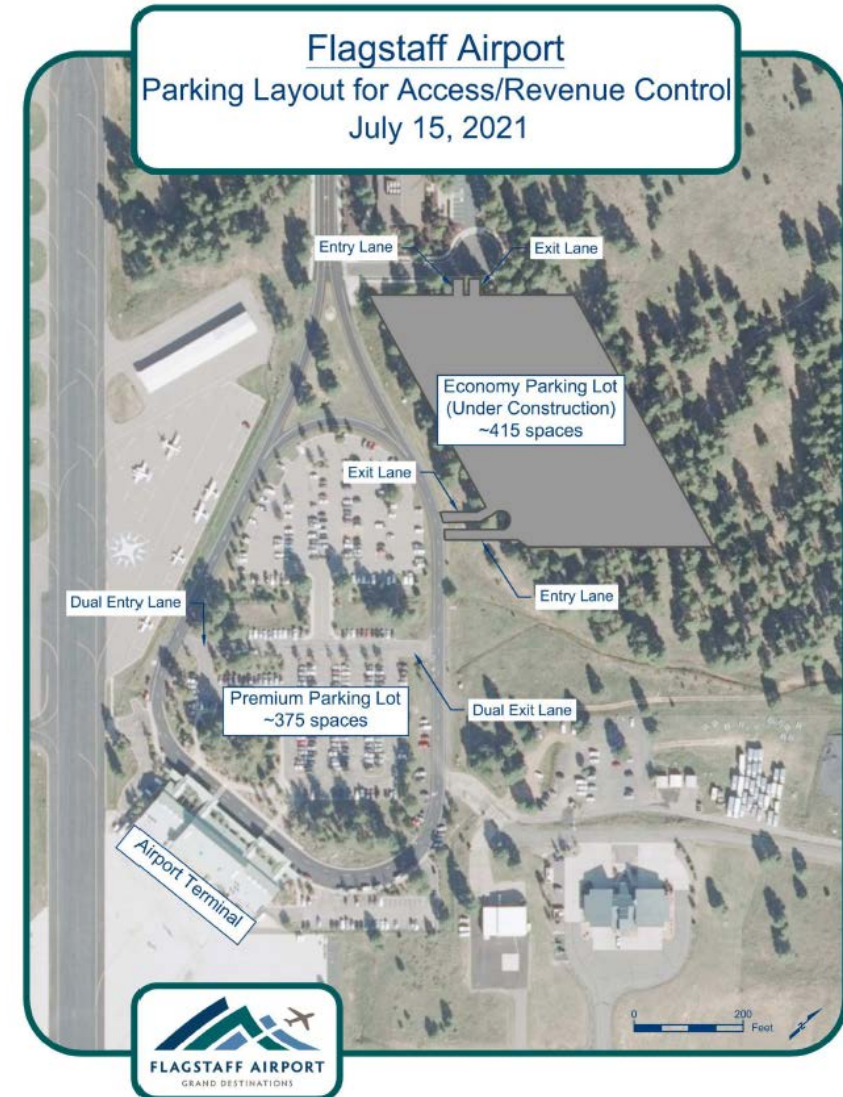 Flagstaff Airport
Parking Layout for Access/Revenue Control
July 15, 2021
Entry Lane
Exit Lane
Economy Parking Lot
(Under Construction)
~415 spaces
Exit Lane
Entry Lane
Dual Entry Lane
Premium Parking Lot
~375 spaces
Dual Exit Lane
Airport Terminal
0
200
Feet
FLAGSTAFF AIRPORT
GRAND DESTINATIONS